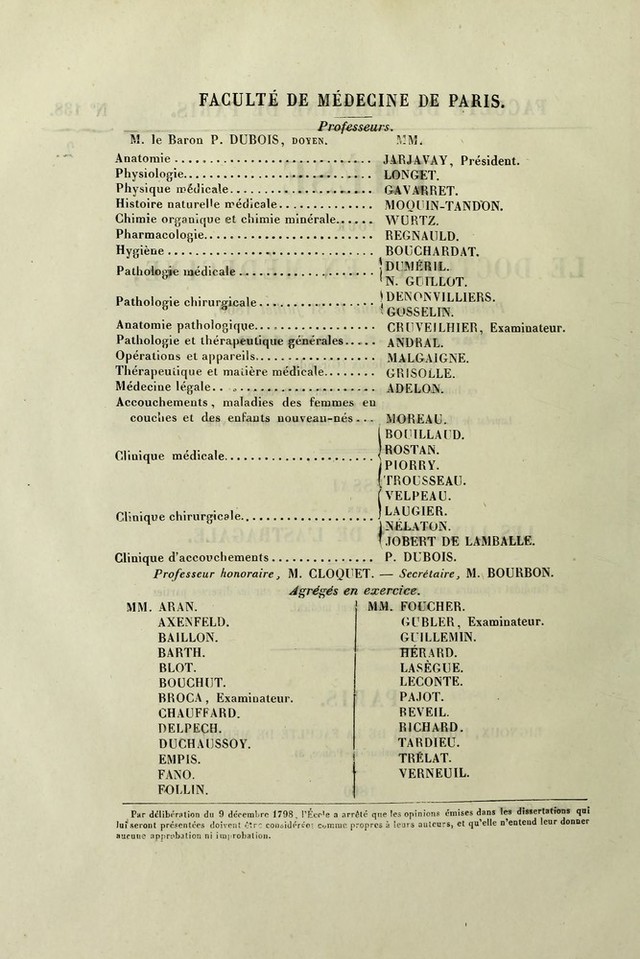 FACULTÉ DE MÉDECINE DE PARIS.
Professeurs.
M. le Baron P. DUBOIS, DOYEN. MM.
Anatomie .............................. JARJAVAY, Président.
Physiologie.............................. LONGET.
Physique médicale...................... GAVARRET.
Histoire naturelle médicale.............. MOQUIN-TANDON.
Chimie organique et chimie minérale...... WURTZ.
Pharmacologie......................... REGNAULD.
Hygiène .............................. BOUCHARDAT.
Pathologie médicale .................... DUMÉRIL.
N. GUILLOT.
Pathologie chirurgicale ................. DENONVILLIERS.
GOSSELIN.
Anatomie pathologique.................. CRUVEILHIER, Examinateur.
Pathologie et thérapeutique générales..... ANDRAL.
Opérations et appareils.................. MALGAIGNE.
Thérapeutique et matière médicale........ GRISOLLE.
Médecine légale........................ ADELON.
Accouchements, maladies des femmes en
couches et des enfants nouveau-nés.... MOREAU.
Clinique médicale...................... BOUILLAUD.
ROSTAN.
PIORRY.
TROUSSEAU.
Clinique chirurgicale.................... VELPEAU.
LAUGIER.
NÉLATON.
JOBERT DE LAMBALLE.
Clinique d'accouchements............... P. DUBOIS.
Professeur honoraire, M. CLOQUET. — Secrétaire, M. BOURBON.
Agrégés en exercice.
MM. ARAN.
AXENFELD.
BAILLON.
BARTH.
BLOT.
BOUCHUT.
BROCA, Examinateur.
CHAUFFARD.
DELPECH.
DUCHAUSSOY.
EMPIS.
FANO.
FOLLIN.
MM. FOUCHER.
GUBLER, Examinateur.
GUILLEMIN.
HÉRARD.
LASÈGUE.
LECONTE.
PAJOT.
REVEIL.
RICHARD.
TARDIEU.
TRÉLAT.
VERNEUIL.
Par délibération du 9 décembre 1798, l'École a arrêté que les opinions émises dans les dissertations qui
lui seront présentées doivent être considérées comme propres à leurs auteurs, et qu'elle n'entend leur donner
aucune approbation ni improbation.